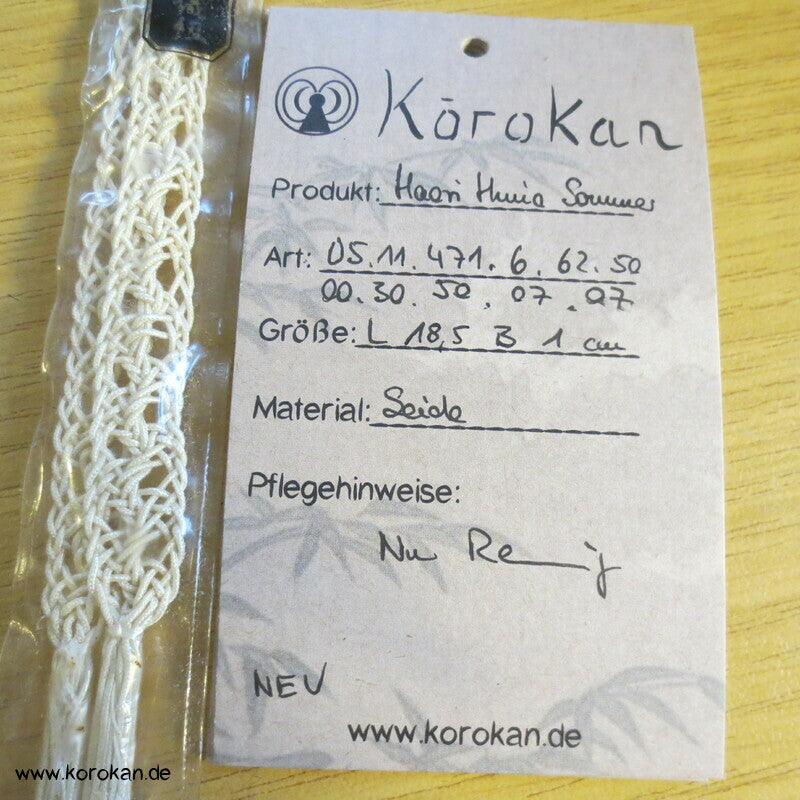 Kōrokan
Produkt: Haori Sommer
Art: 05.11.471.6.62.50
00.30.50.07.07
Größe: L 18,5 B 1 cm
Material: Seide
Pflegehinweise:
NEU
www.korokan.de
www.korokan.de